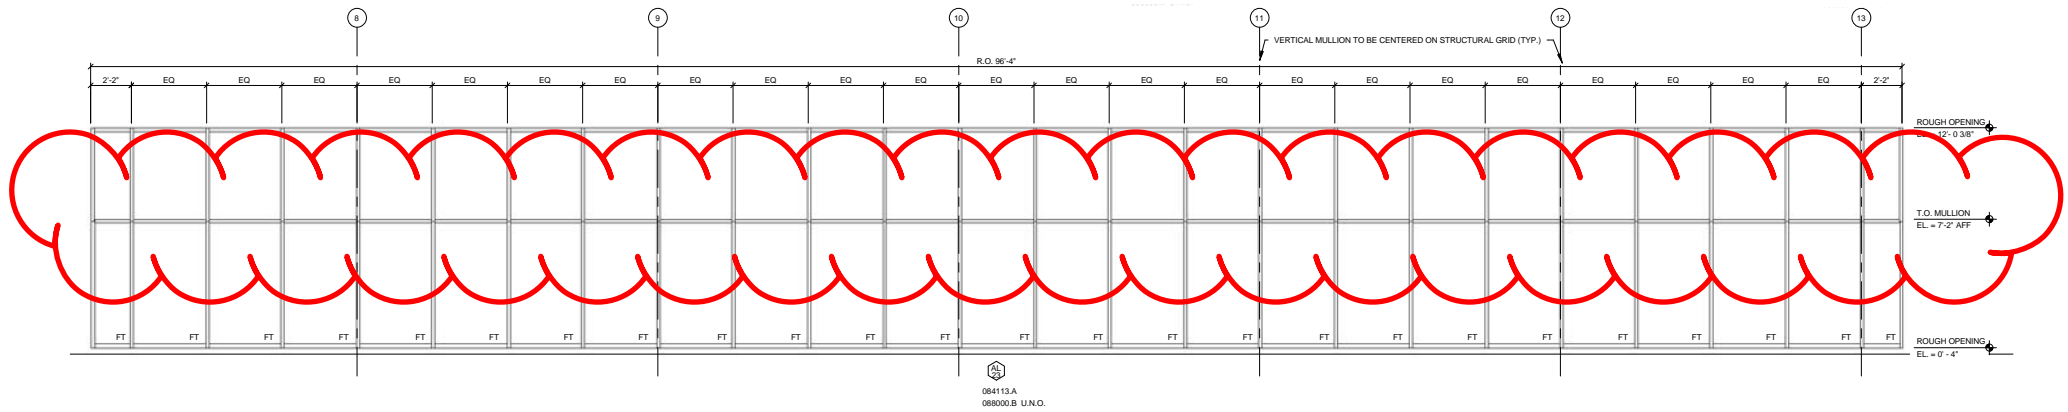 8 9 10 11 12 13
VERTICAL MULLION TO BE CENTERED ON STRUCTURAL GRID (TYP.)
R.O. 96'-4"
2'-2" EQ EQ EQ EQ EQ EQ EQ EQ EQ EQ EQ EQ EQ EQ EQ EQ EQ EQ EQ EQ EQ EQ EQ 2'-2"
ROUGH OPENING
12'- 0 3/8"
T.O. MULLION
EL. = 7'-2" AFF
FT FT FT FT FT FT FT FT FT FT FT FT FT FT FT FT FT FT FT FT FT FT FT FT FT
ROUGH OPENING
EL. = 0' - 4"
AL
23
084113.A
088000.B U.N.O.